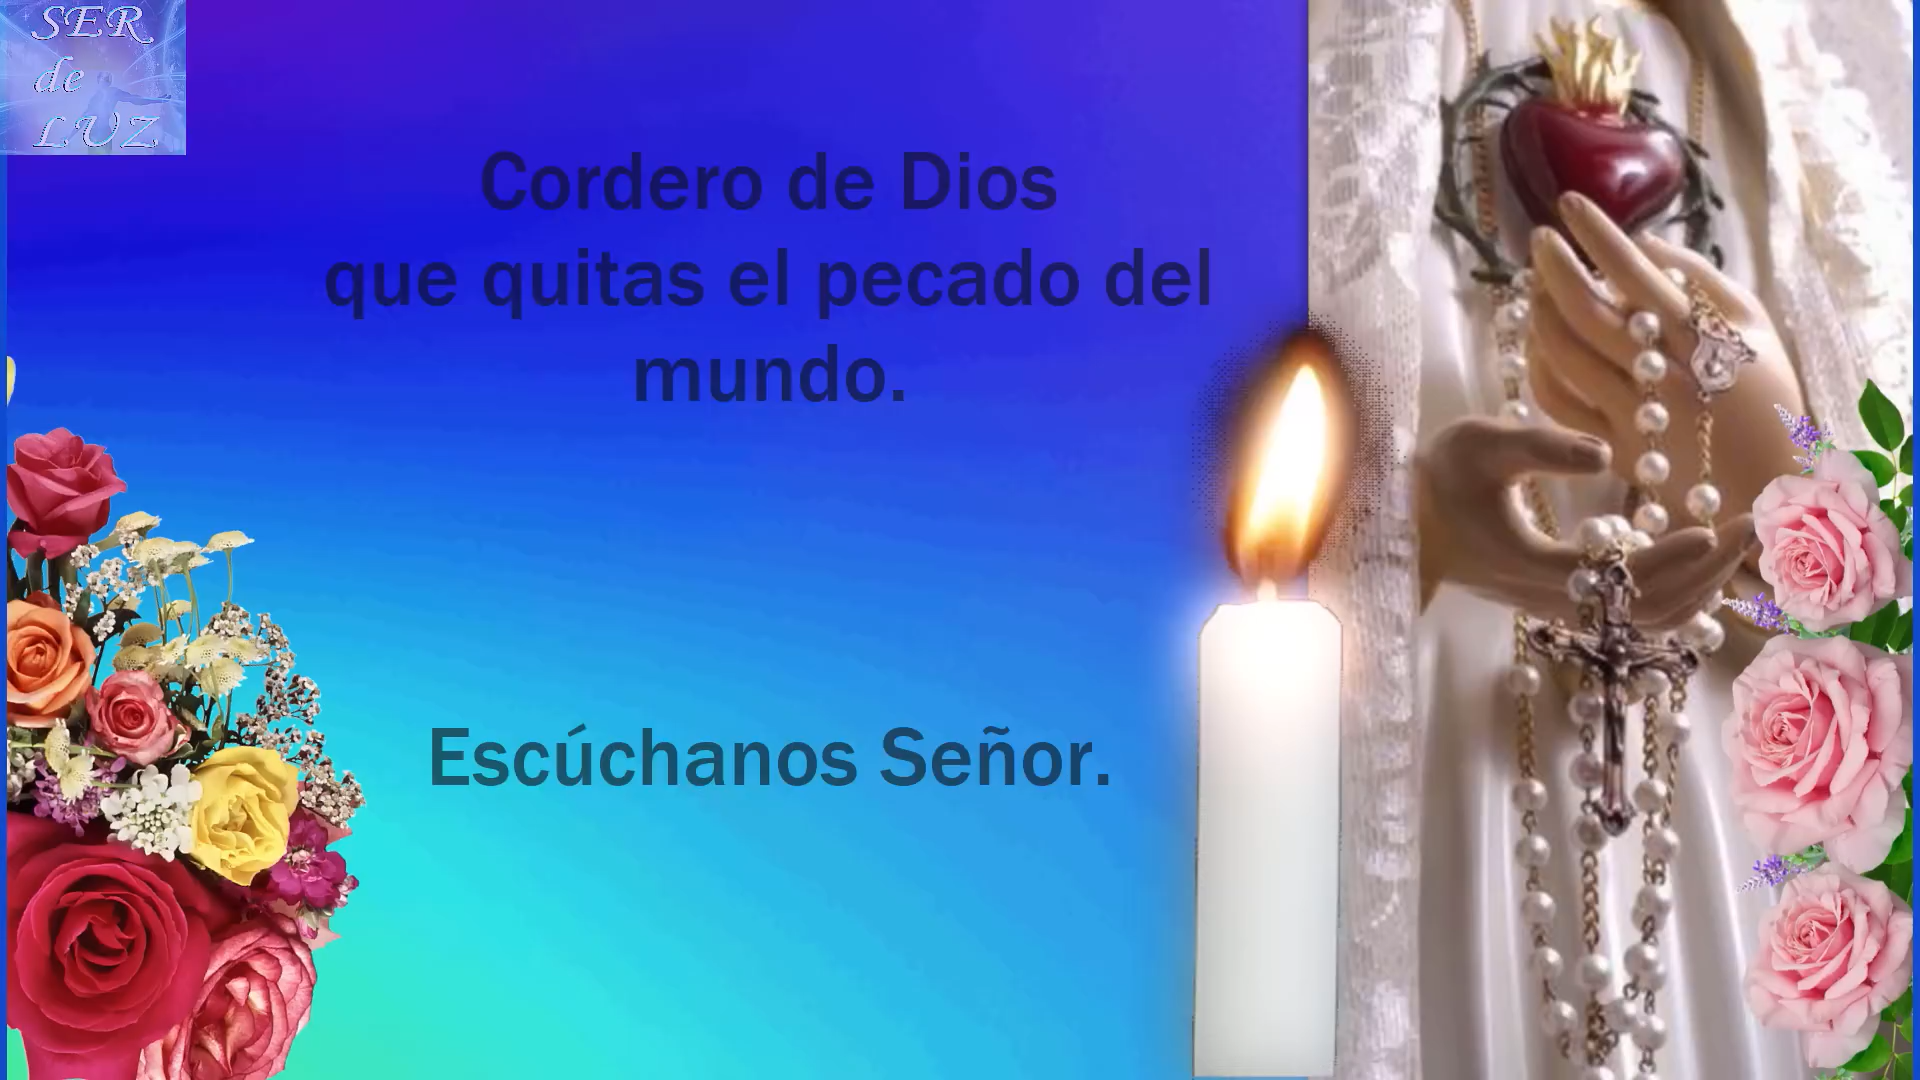 SER
de
LUZ
Cordero de Dios
que quitas el pecado del
mundo.
Escúchanos Señor.